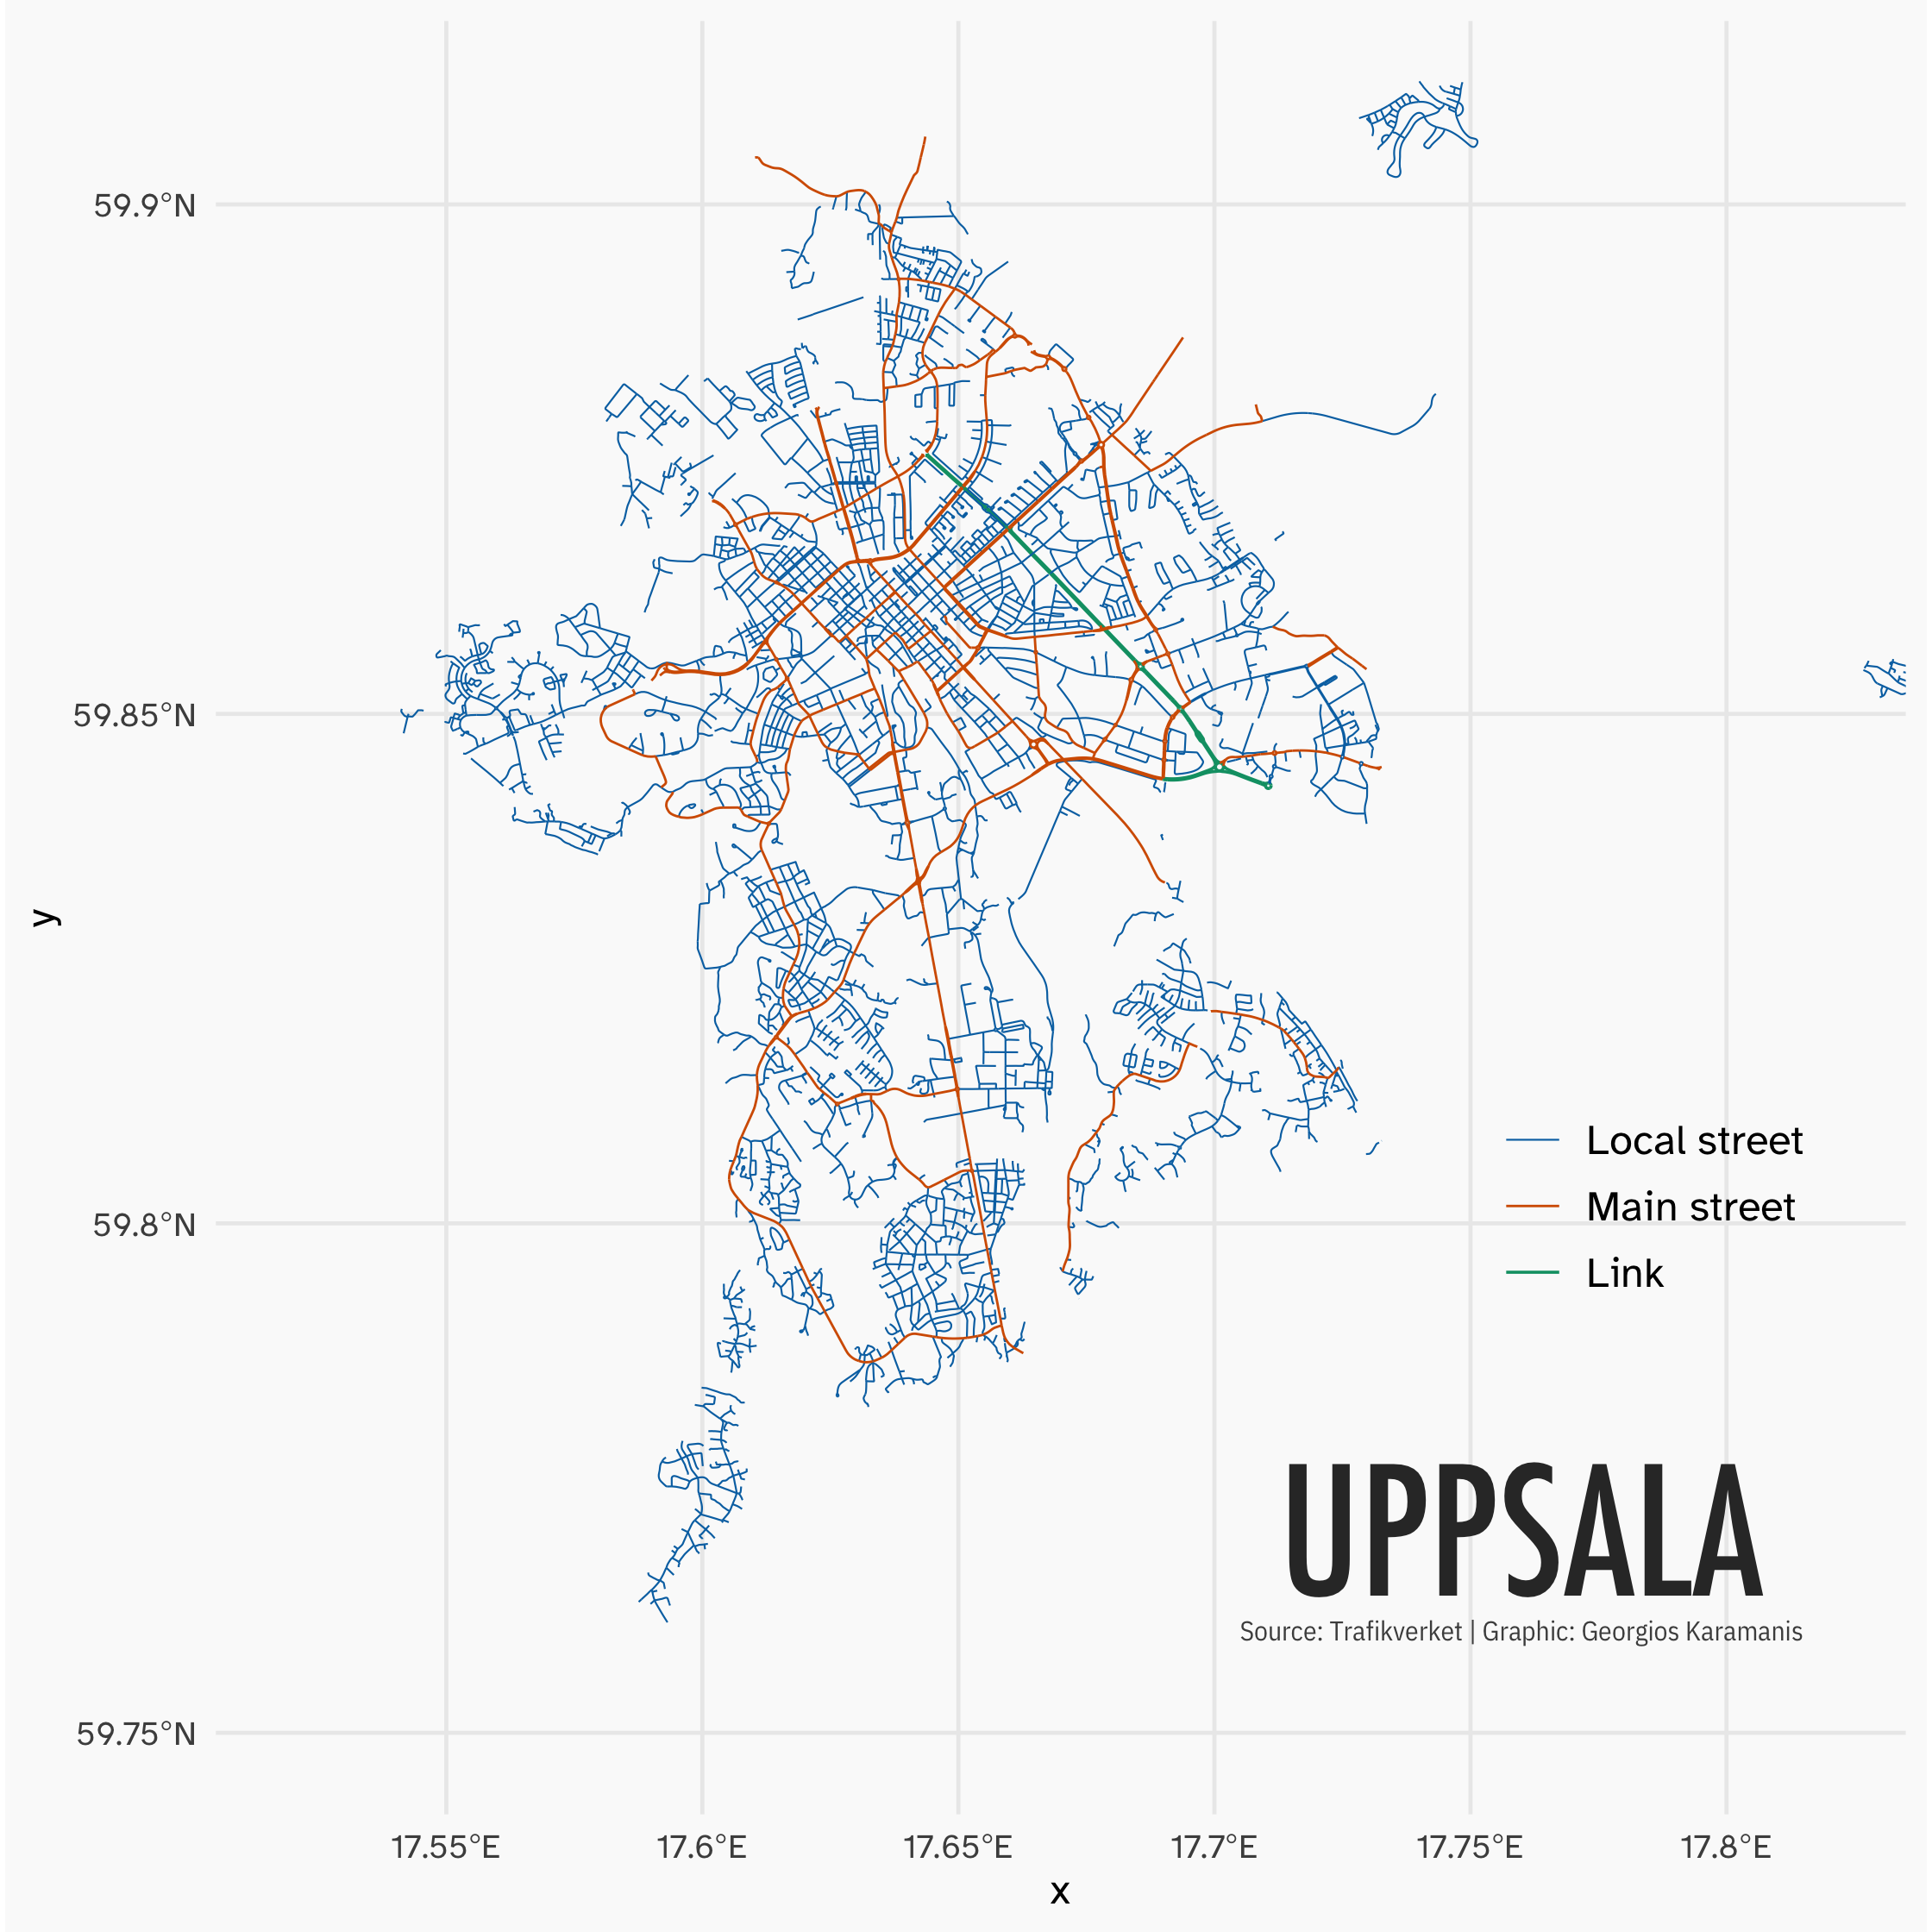 59.9°N
59.85°N
59.8°N
59.75°N
y
Local street
Main street
Link
UPPSALA
Source: Trafikverket | Graphic: Georgios Karamanis
17.55°E
17.6°E
17.65°E
17.7°E
17.75°E
17.8°E
x